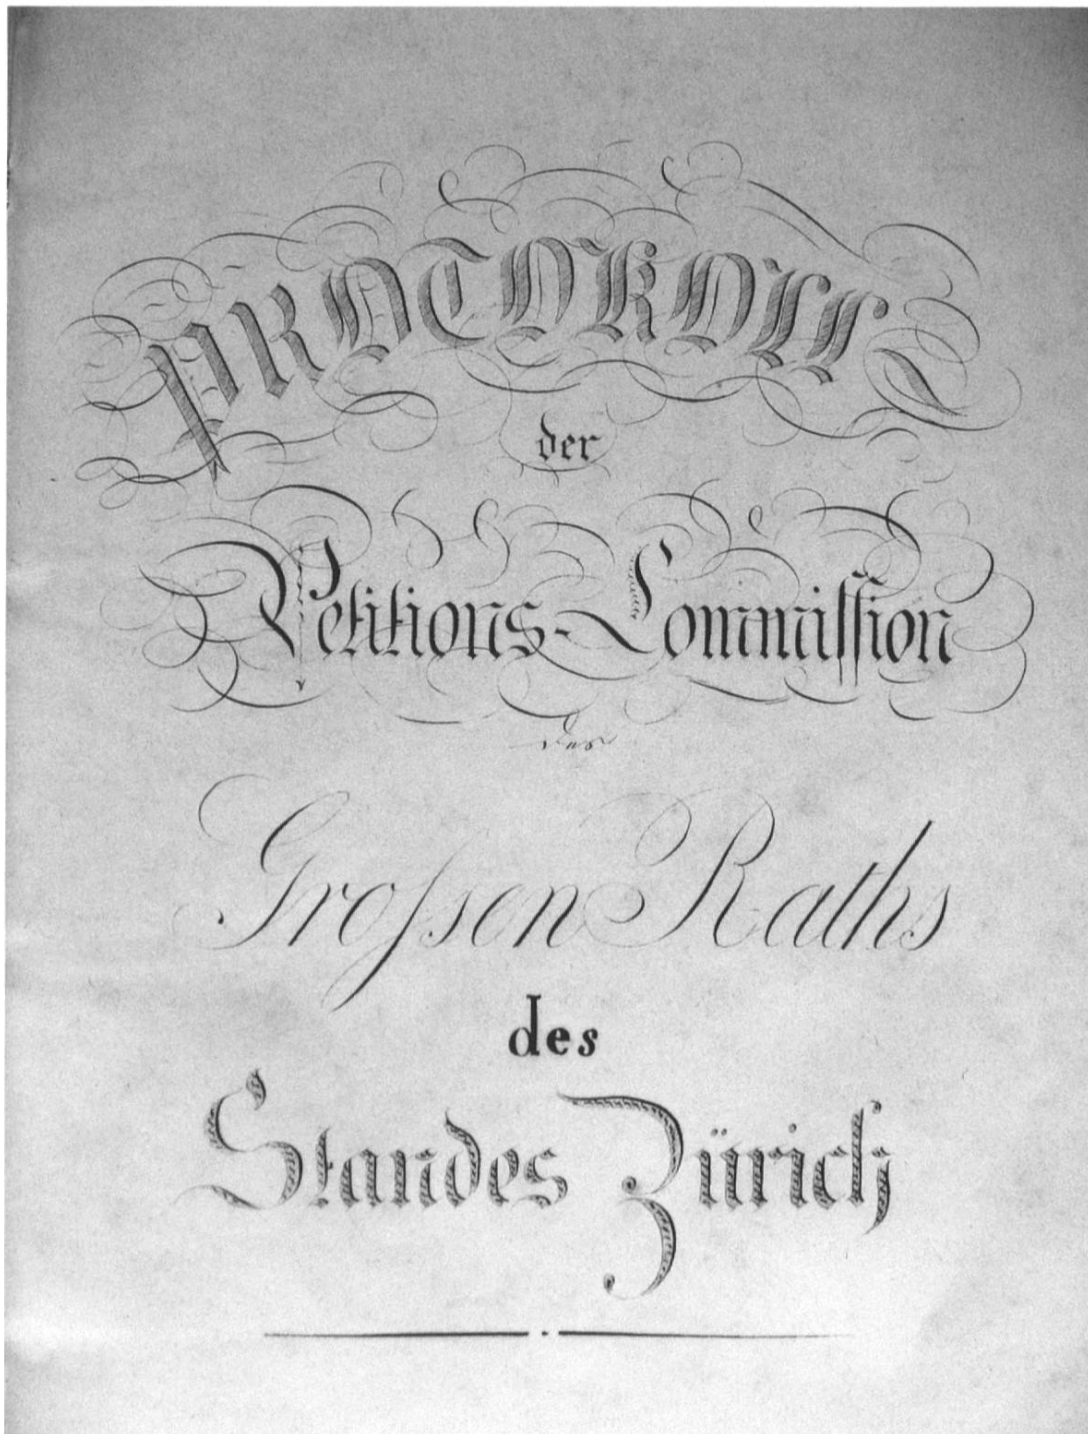 PROTOKOLL
der
Petitions-Commission
des
Grossen Raths
des
Standes Zürich